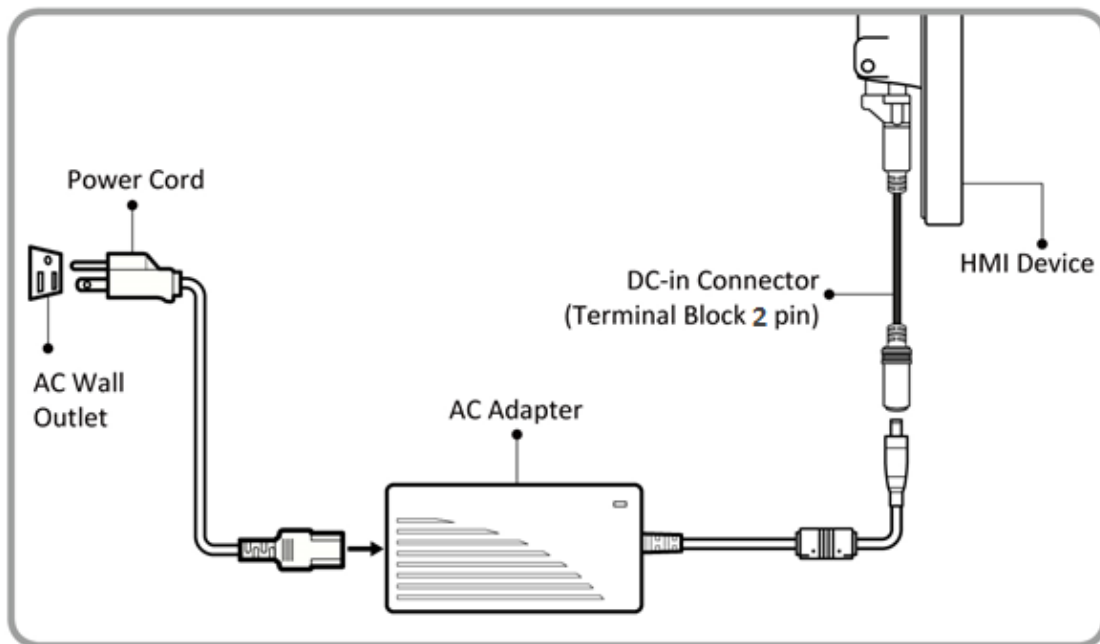 Power Cord
AC Wall
Outlet
AC Adapter
DC-in Connector
(Terminal Block 2 pin)
HMI Device